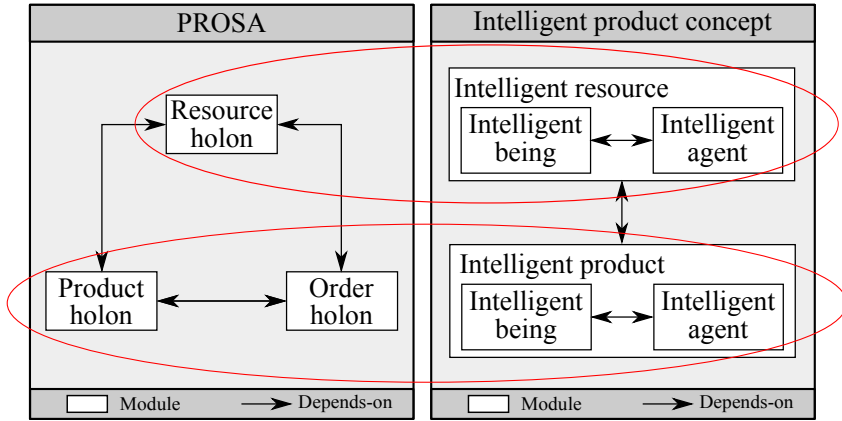 PROSA
Resource
holon
Product
holon
Order
holon
Module
Depends-on
Intelligent product concept
Intelligent resource
Intelligent
being
Intelligent
agent
Intelligent product
Intelligent
being
Intelligent
agent
Module
Depends-on